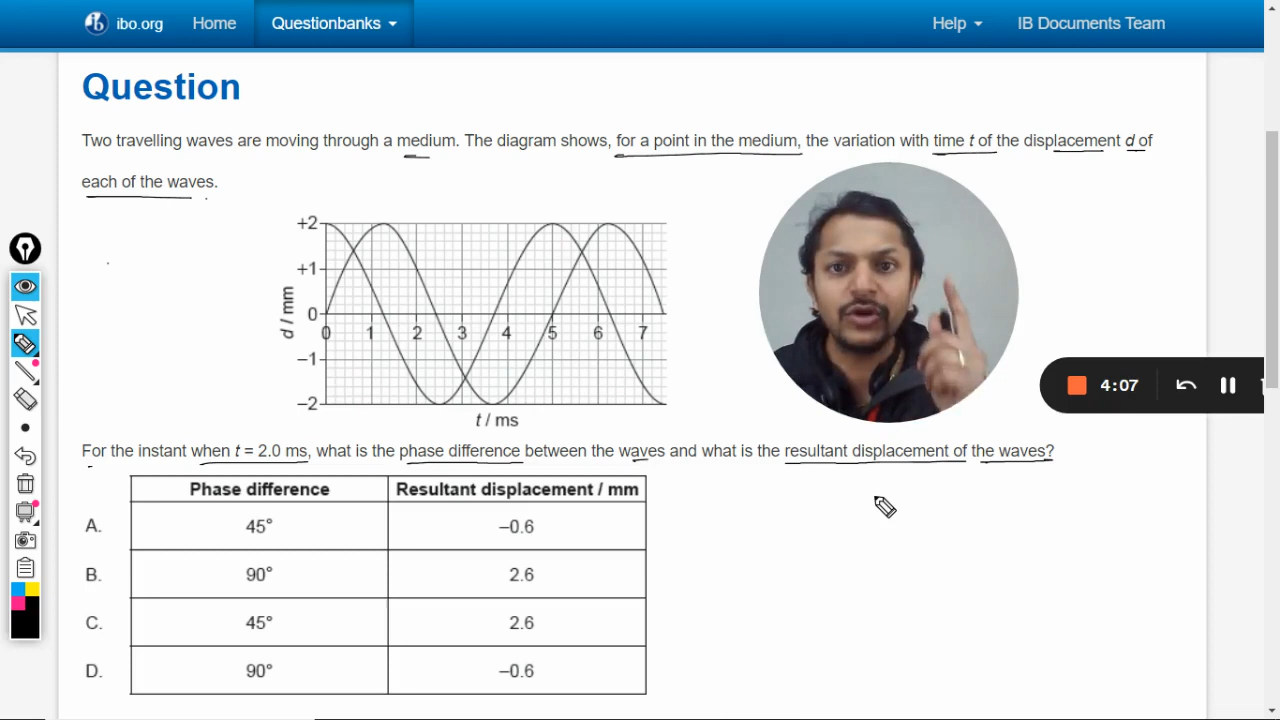 ibo.org Home Questionbanks Help IB Documents Team
Question
Two travelling waves are moving through a medium. The diagram shows, for a point in the medium, the variation with time t of the displacement d of
each of the waves.
+2
+1
0
−1
−2
d / mm
0 1 2 3 4 5 6 7
t / ms
4:07
For the instant when t = 2.0 ms, what is the phase difference between the waves and what is the resultant displacement of the waves?
Phase difference Resultant displacement / mm
A. 45° −0.6
B. 90° 2.6
C. 45° 2.6
D. 90° −0.6